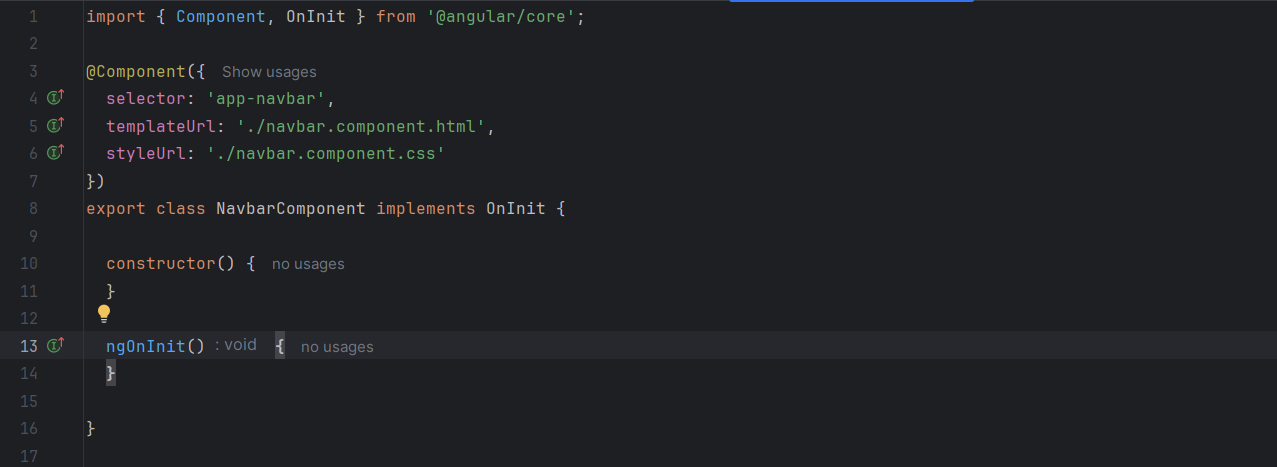 1 import { Component, OnInit } from '@angular/core';
2
3 @Component({ Show usages
4 selector: 'app-navbar',
5 templateUrl: './navbar.component.html',
6 styleUrl: './navbar.component.css'
7 })
8 export class NavbarComponent implements OnInit {
9
10 constructor() { no usages
11 }
12
13 ngOnInit() : void { no usages
14 }
15
16 }
17